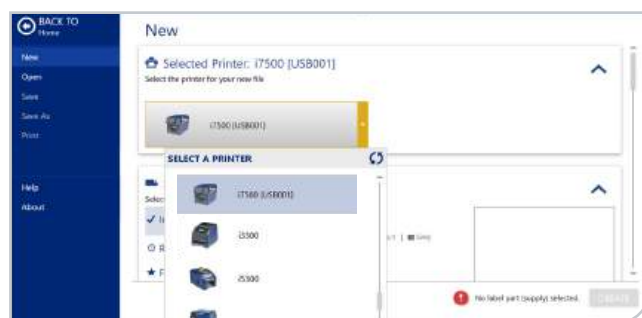 BACK TO
Home
New
Open
Save
Save As
Print
Help
About
New
Selected Printer: i7500 [USB001]
Select the printer for your new file
i7500 [USB001]
SELECT A PRINTER
i7500 [USB001]
i3300
i5300
No label part (supply) selected.
CREATE